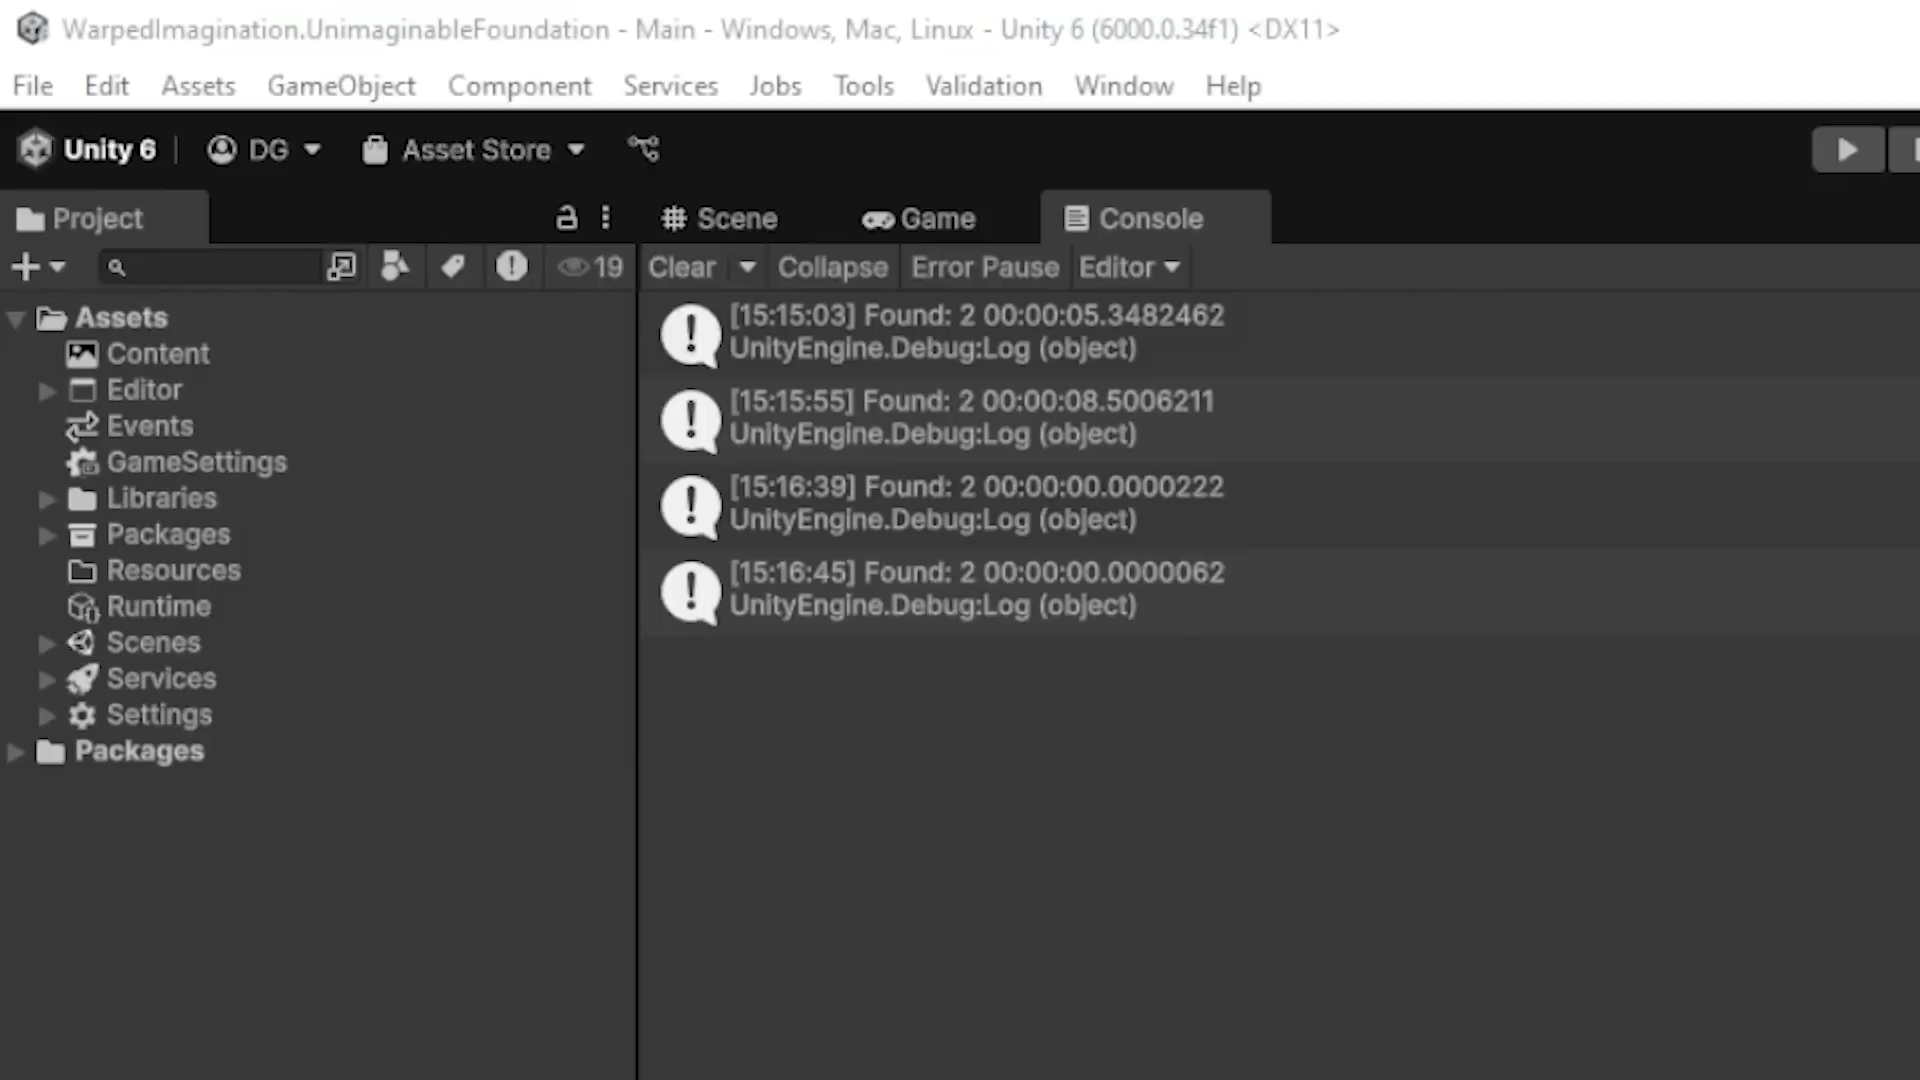 WarpedImagination.UnimaginableFoundation - Main - Windows, Mac, Linux - Unity 6 (6000.0.34f1) <DX11>
File Edit Assets GameObject Component Services Jobs Tools Validation Window Help
Unity 6 DG Asset Store
Project
Scene Game Console
19
Clear Collapse Error Pause Editor
Assets
Content
Editor
Events
GameSettings
Libraries
Packages
Resources
Runtime
Scenes
Services
Settings
Packages
[15:15:03] Found: 2 00:00:05.3482462
UnityEngine.Debug:Log (object)
[15:15:55] Found: 2 00:00:08.5006211
UnityEngine.Debug:Log (object)
[15:16:39] Found: 2 00:00:00.0000222
UnityEngine.Debug:Log (object)
[15:16:45] Found: 2 00:00:00.0000062
UnityEngine.Debug:Log (object)